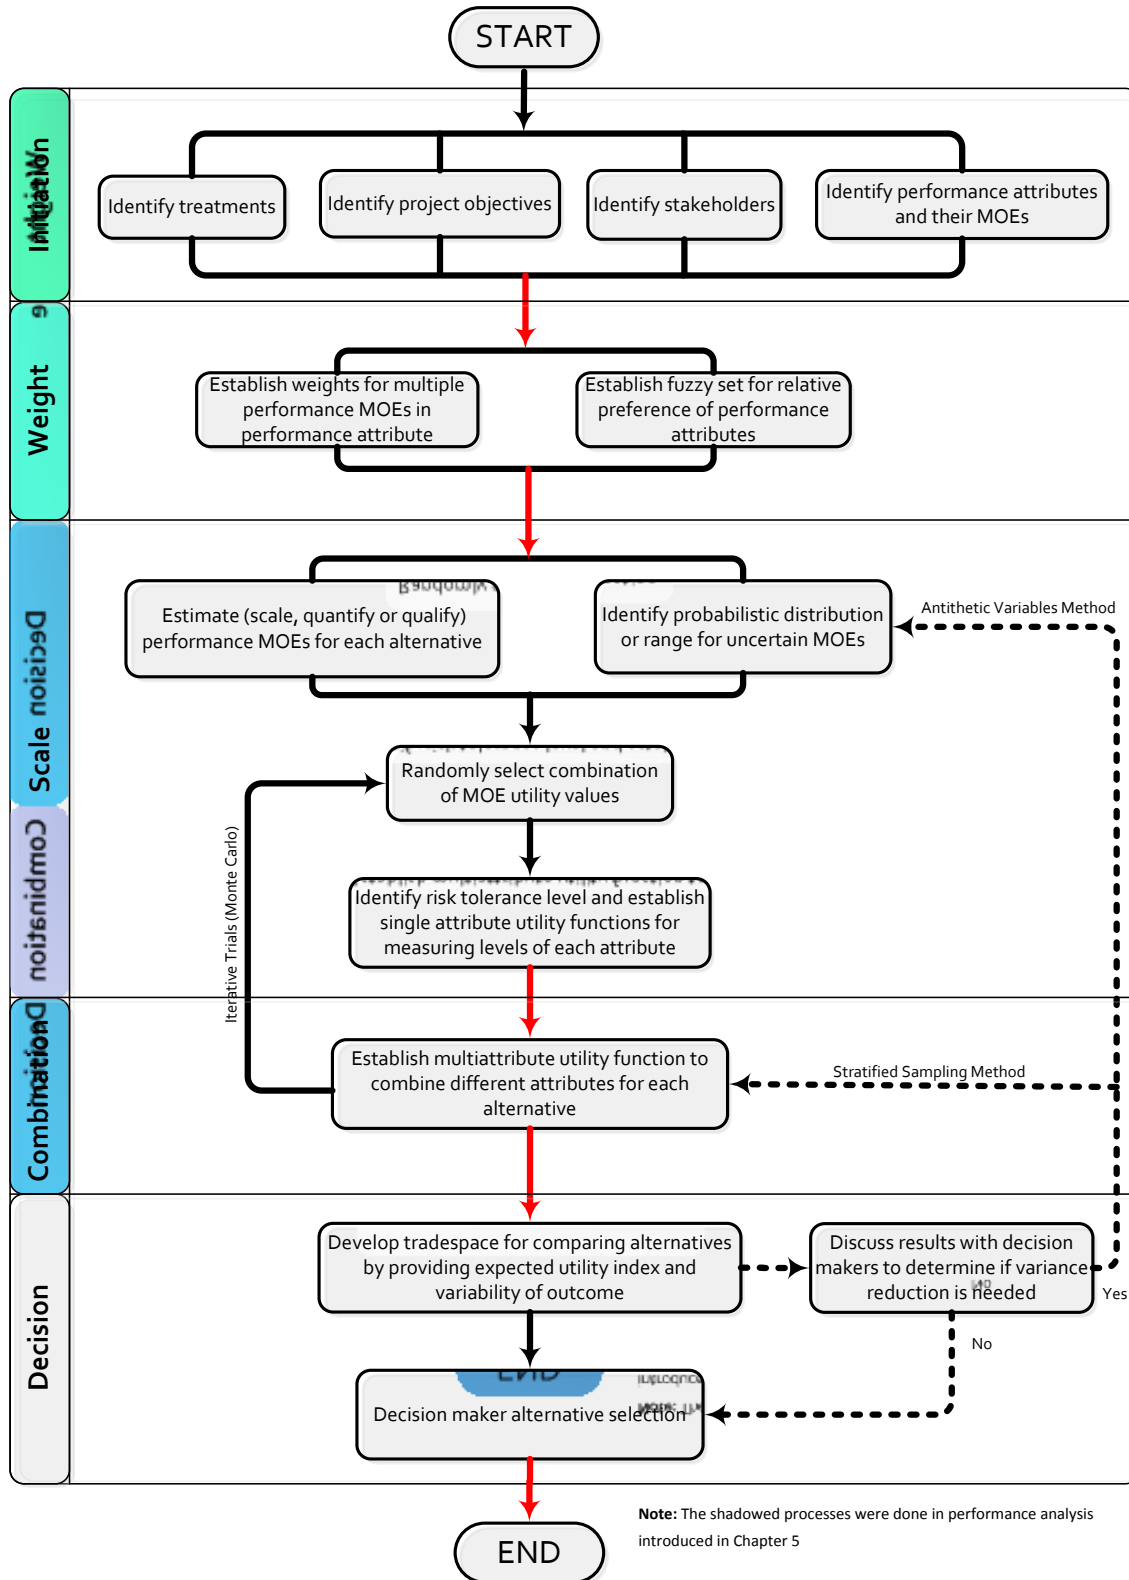 START
Initiation
Identify treatments
Identify project objectives
Identify stakeholders
Identify performance attributes
and their MOEs
Weight
Establish weights for multiple
performance MOEs in
performance attribute
Establish fuzzy set for relative
preference of performance
attributes
Scale
Decision
Randomly
Estimate (scale, quantify or qualify)
performance MOEs for each alternative
Identify probabilistic distribution
or range for uncertain MOEs
Antithetic Variables Method
Randomly select combination
of MOE utility values
Iterative Trials (Monte Carlo)
Combination
Identify risk tolerance level and establish
single attribute utility functions for
measuring levels of each attribute
Combination
Establish multiattribute utility function to
combine different attributes for each
alternative
Stratified Sampling Method
Decision
Develop tradespace for comparing alternatives
by providing expected utility index and
variability of outcome
Discuss results with decision
makers to determine if variance
reduction is needed
Yes
No
END
Decision maker alternative selection
Note: The shadowed processes were done in performance analysis
introduced in Chapter 5
END